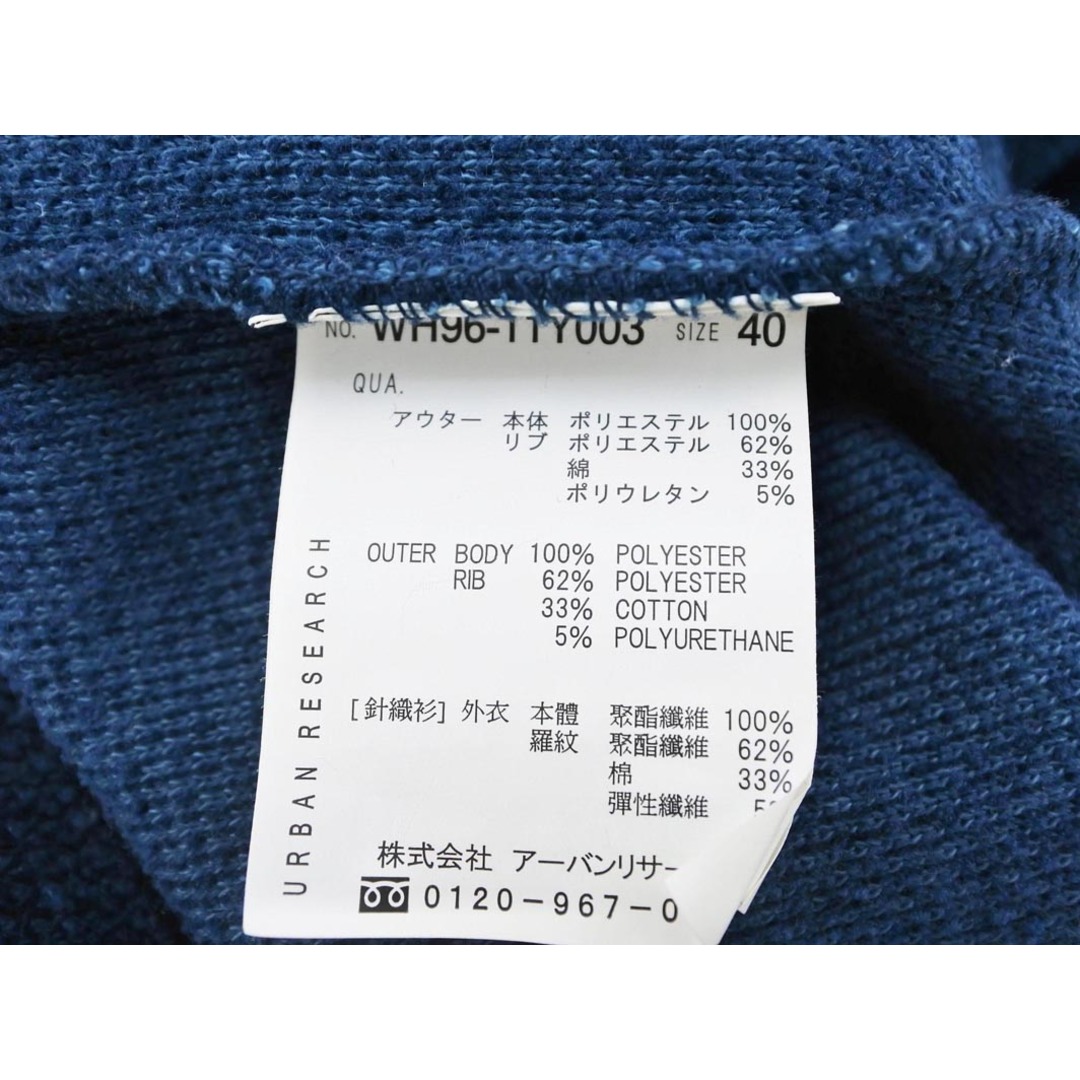 NO. WH96-11Y003 SIZE 40
QUA.
アウター 本体 ポリエステル 100%
リブ ポリエステル 62%
綿 33%
ポリウレタン 5%
OUTER BODY 100% POLYESTER
RIB 62% POLYESTER
33% COTTON
5% POLYURETHANE
[針織衫] 外衣 本體 聚酯纖維 100%
羅紋 聚酯纖維 62%
棉 33%
彈性纖維
株式会社 アーバンリサー
0120-967-0
URBAN RESEARCH